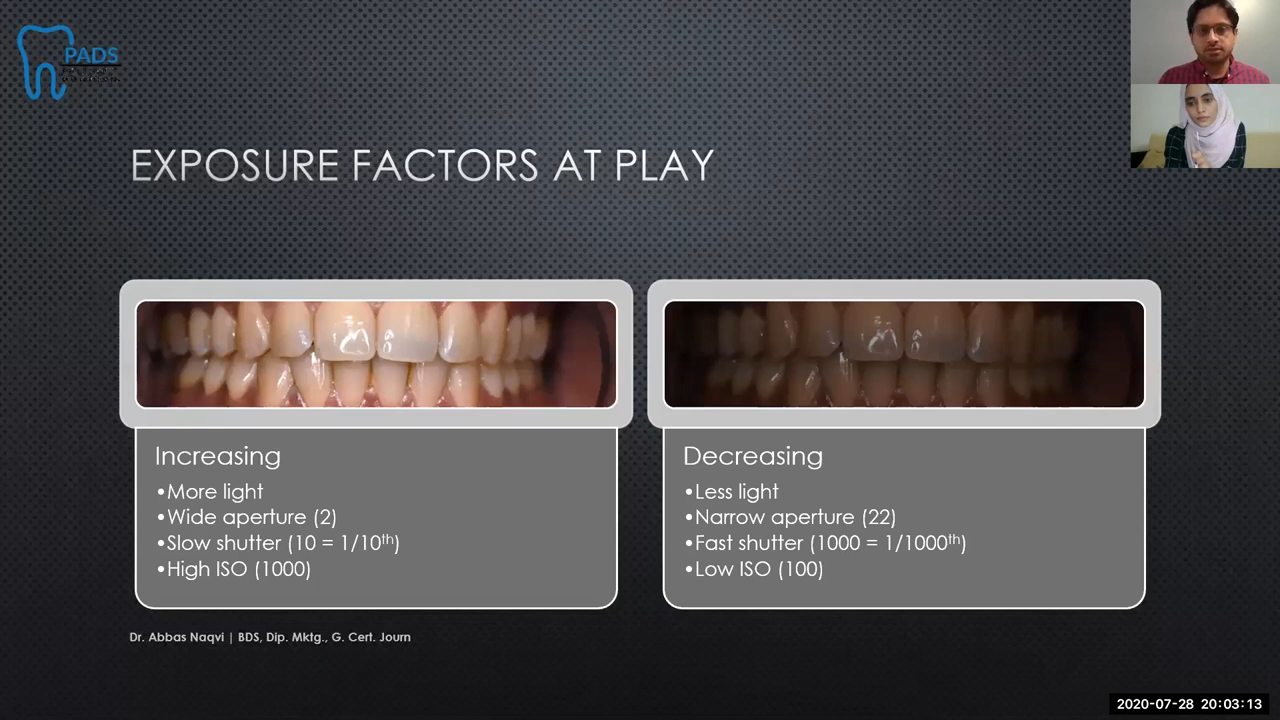 PADS
EXPOSURE FACTORS AT PLAY
Increasing
•More light
•Wide aperture (2)
•Slow shutter (10 = 1/10th)
•High ISO (1000)
Decreasing
•Less light
•Narrow aperture (22)
•Fast shutter (1000 = 1/1000th)
•Low ISO (100)
Dr. Abbas Naqvi | BDS, Dip. Mktg., G. Cert. Journ
2020-07-28 20:03:13